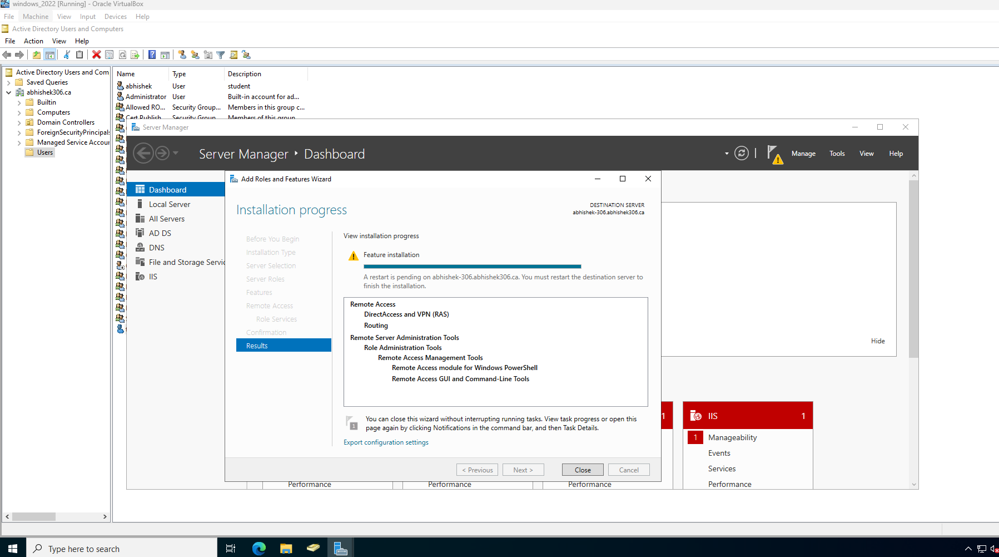 windows_2022 [Running] - Oracle VirtualBox
File Machine View Input Devices Help
Active Directory Users and Computers
File Action View Help
Active Directory Users and Com
Saved Queries
abhishek306.ca
Builtin
Computers
Domain Controllers
ForeignSecurityPrincipals
Managed Service Accour
Users
Name Type Description
abhishek User student
Administrator User Built-in account for ad...
Allowed RO... Security Group... Members in this group c...
Cert Publish Security Group Members of this group
Server Manager
Server Manager Dashboard
Manage Tools View Help
Dashboard
Local Server
All Servers
AD DS
DNS
File and Storage Servic
IIS
Add Roles and Features Wizard
Installation progress
DESTINATION SERVER
abhishek-306.abhishek306.ca
Before You Begin
Installation Type
Server Selection
Server Roles
Features
Remote Access
Role Services
Confirmation
Results
View installation progress
Feature installation
A restart is pending on abhishek-306.abhishek306.ca. You must restart the destination server to
finish the installation.
Remote Access
DirectAccess and VPN (RAS)
Routing
Remote Server Administration Tools
Role Administration Tools
Remote Access Management Tools
Remote Access module for Windows PowerShell
Remote Access GUI and Command-Line Tools
1
You can close this wizard without interrupting running tasks. View task progress or open this
page again by clicking Notifications in the command bar, and then Task Details.
Export configuration settings
< Previous Next > Close Cancel
Hide
1
IIS 1
1 Manageability
Events
Services
Performance
Performance Performance Performance
Type here to search